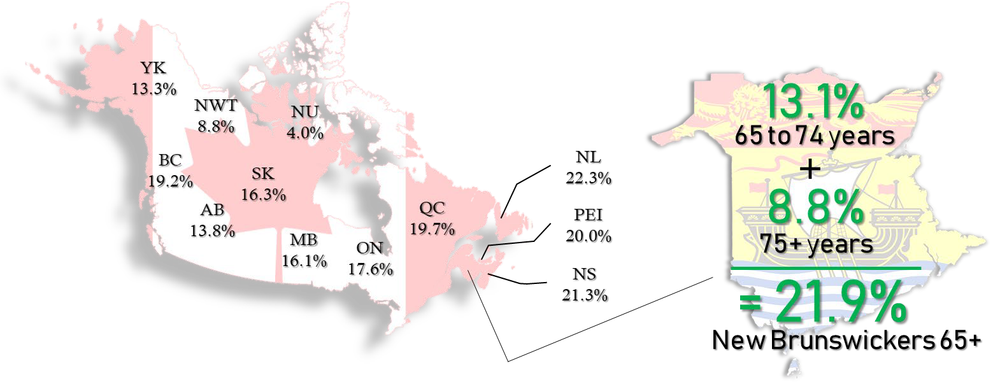 YK
13.3%
NWT
8.8%
NU
4.0%
BC
19.2%
SK
16.3%
AB
13.8%
MB
16.1%
ON
17.6%
QC
19.7%
NL
22.3%
PEI
20.0%
NS
21.3%
13.1%
65 to 74 years
+
8.8%
75+ years
= 21.9%
New Brunswickers 65+